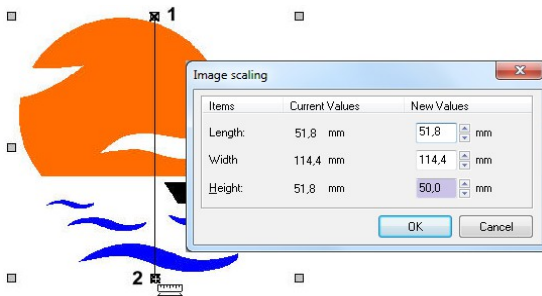 1
Image scaling
Items Current Values New Values
Length: 51,8 mm 51,8 mm
Width 114,4 mm 114,4 mm
Height: 51,8 mm 50,0 mm
OK Cancel
2